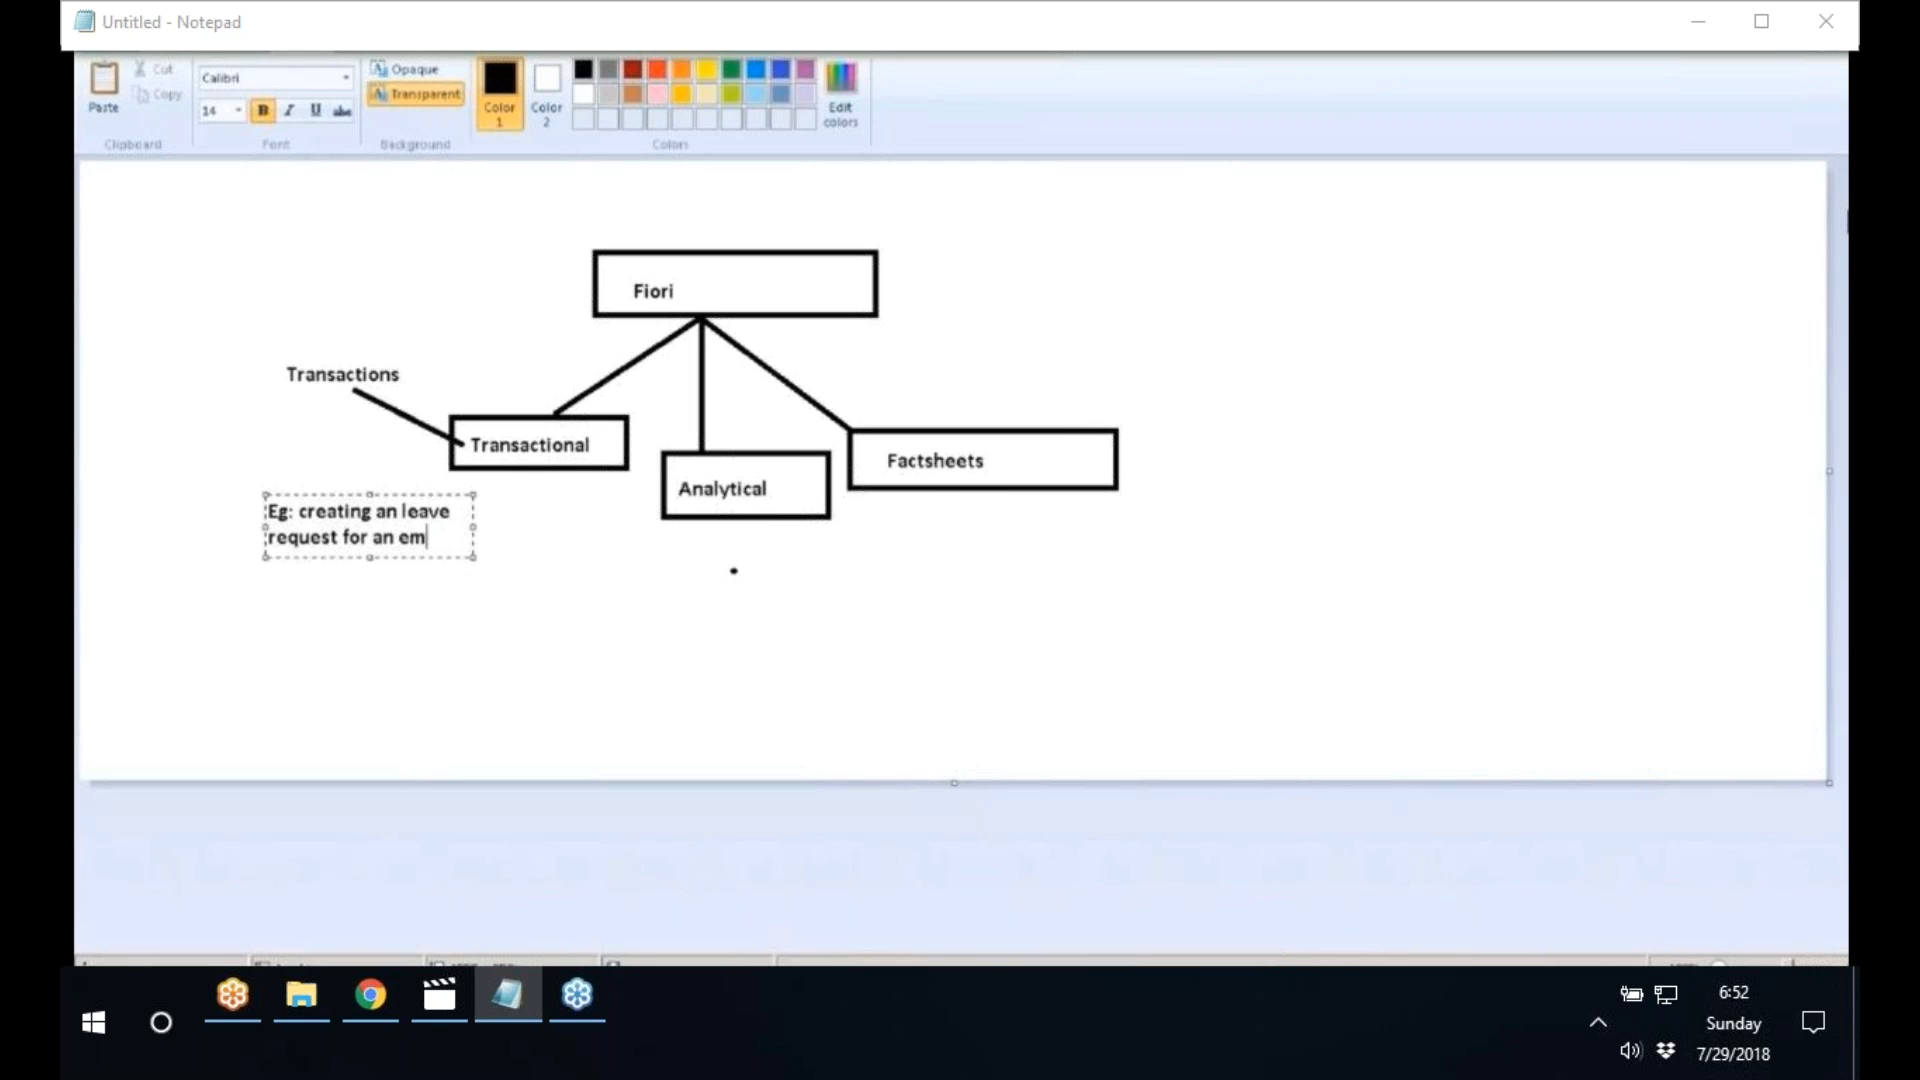 Untitled - Notepad
Paste
Cut
Copy
Clipboard
Calibri
14
B I U abc
Font
Opaque
Transparent
Background
Color 1
Color 2
Edit colors
Colors
Fiori
Transactions
Transactional
Factsheets
Analytical
Eg: creating an leave
request for an em
6:52
Sunday
7/29/2018